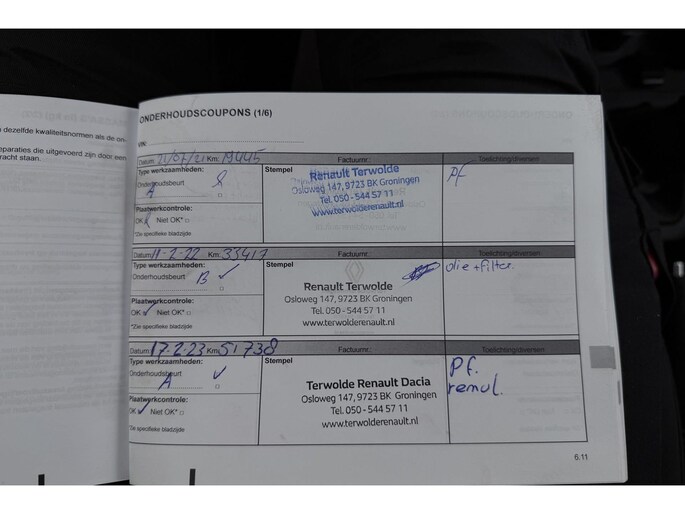 dezelfde kwaliteitsnormen als de on-
eparaties die uitgevoerd zijn door een
racht staan.
ONDERHOUDSCOUPONS (1/6)
VIN:
Datum: 21/07/21 Km: 19445 Factuurnr.: Toelichting/diversen
Type werkzaamheden:
Onderhoudsbeurt
A
Plaatwerkcontrole:
OK Niet OK*
*Zie specifieke bladzijde
Stempel
Renault Terwolde
Osloweg 147, 9723 BK Groningen
Tel. 050 - 544 57 11
www.terwolderenault.nl
Pf
Datum: 11-2-22 Km: 33417 Factuurnr.: Toelichting/diversen
Type werkzaamheden:
Onderhoudsbeurt B
Plaatwerkcontrole:
OK Niet OK*
*Zie specifieke bladzijde
Stempel
Renault Terwolde
Osloweg 147, 9723 BK Groningen
Tel. 050 - 544 57 11
www.terwolderenault.nl
olie + filter.
Datum: 17-2-23 Km: 51738 Factuurnr.: Toelichting/diversen
Type werkzaamheden:
Onderhoudsbeurt
A
Plaatwerkcontrole:
OK Niet OK*
*Zie specifieke bladzijde
Stempel
Terwolde Renault Dacia
Osloweg 147, 9723 BK Groningen
Tel. 050 - 544 57 11
www.terwolderenault.nl
Pf.
remul.
6.11